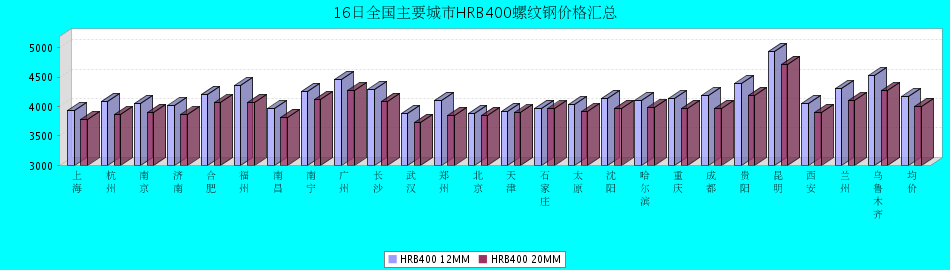 16日全国主要城市HRB400螺纹钢价格汇总
5000
4500
4000
3500
3000
上海
杭州
南京
济南
合肥
福州
南昌
南宁
广州
长沙
武汉
郑州
北京
天津
石家庄
太原
沈阳
哈尔滨
重庆
成都
贵阳
昆明
西安
兰州
乌鲁木齐
均价
HRB400 12MM HRB400 20MM